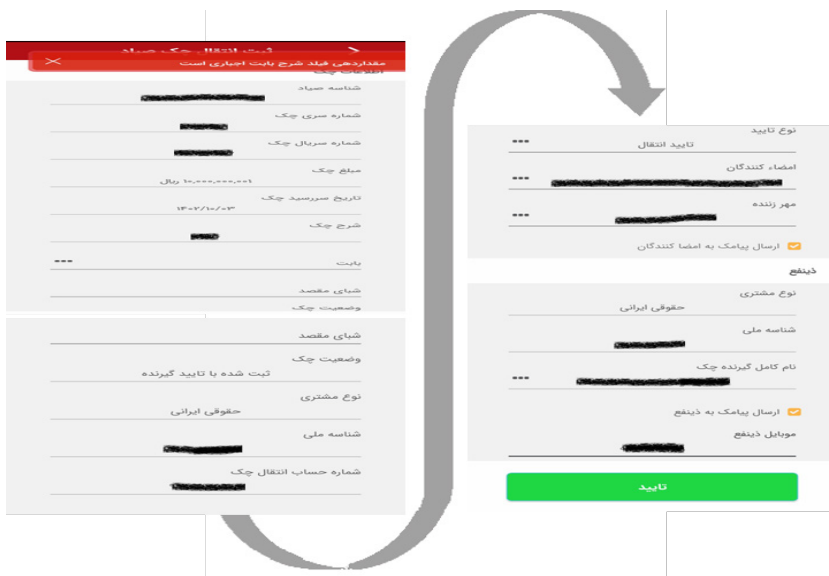 ثبت انتقال چک صیاد
مقداردهی فیلد شرح بابت اجباری است
اطلاعات چک
شناسه صیاد
شماره سری چک
شماره سریال چک
مبلغ چک
۱۰,۰۰۰,۰۰۰,۰۰۱ ریال
تاریخ سررسید چک
۱۴۰۲/۱۰/۰۳
شرح چک
بابت
شبای مقصد
وضعیت چک
شبای مقصد
وضعیت چک
ثبت شده با تایید گیرنده
نوع مشتری
حقوقی ایرانی
شناسه ملی
شماره حساب انتقال چک
نوع تایید
تایید انتقال
امضاء کنندگان
مهر زننده
ارسال پیامک به امضا کنندگان
ذینفع
نوع مشتری
حقوقی ایرانی
شناسه ملی
نام کامل گیرنده چک
ارسال پیامک به ذینفع
موبایل ذینفع
تایید